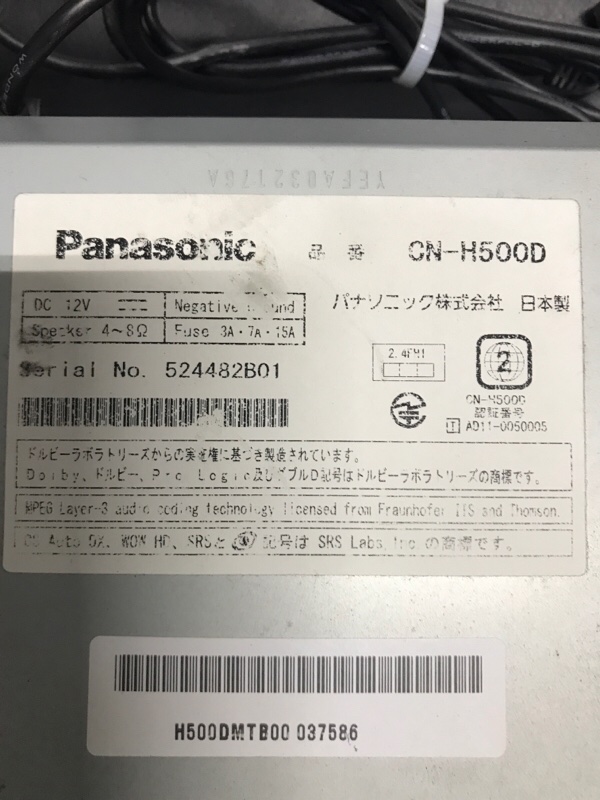 YEFA032176A
Panasonic 品番 CN-H500D
DC 12V Negative
Speaker 4～8Ω Fuse 3A・7A・15A
パナソニック株式会社 日本製
Serial No. 524482B01
2
CN-H500D
認証番号
AD11-0050005
ドルビーラボラトリーズからの実施権に基づき製造されています。
Dolby、ドルビー、Pro Logic及びダブルD記号はドルビーラボラトリーズの商標です。
MPEG Layer-3 audio coding technology licensed from Fraunhofer IIS and Thomson.
CS Auto DX、WOW HD、SRSと 記号は SRS Labs,Inc.の商標です。
H500DMTB00 037586